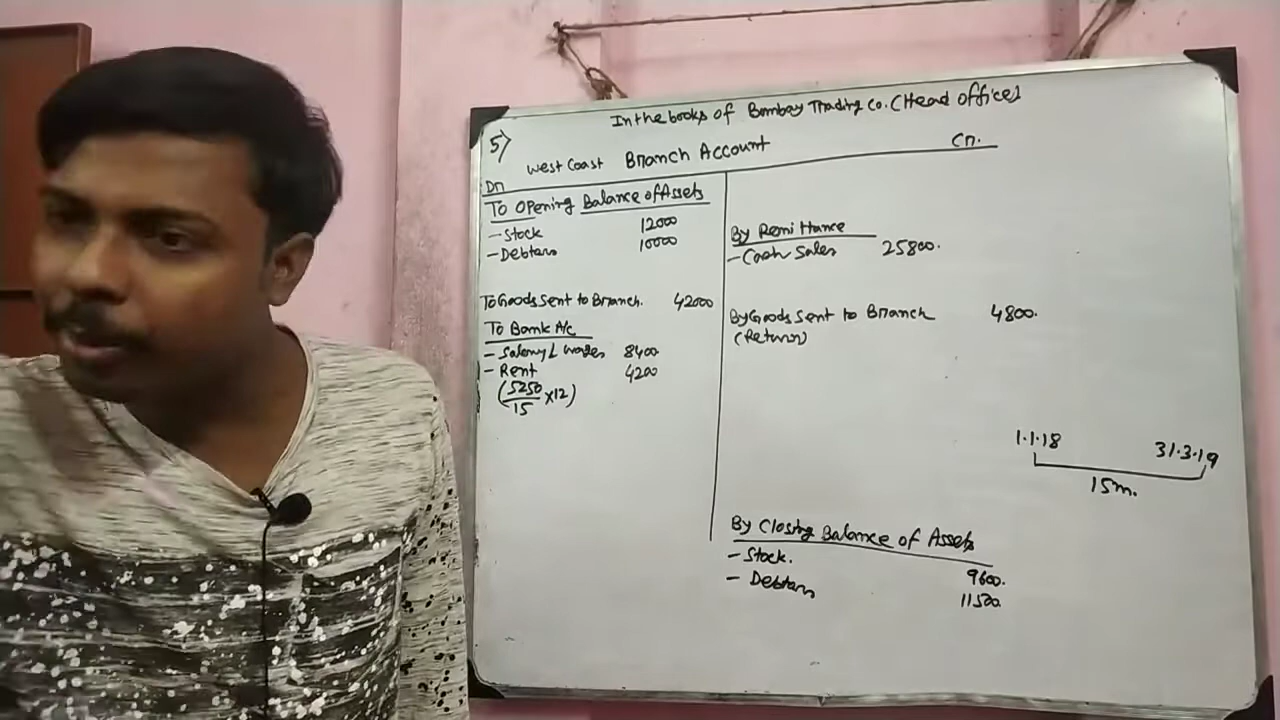 In the books of Bombay Trading Co. (Head Office)
5)
West Coast Branch Account
Dr
Cr.
To Opening Balance of Assets
- Stock 12000
- Debtors 10000
To Goods Sent to Branch. 42000
To Bank A/c
- Salary & Wages 8400
- Rent 4200
(5250/15 x12)
By Remittance
- Cash Sales 25800.
By Goods Sent to Branch 4800.
(Return)
1.1.18 31.3.19
15m.
By Closing Balance of Assets
- Stock. 9600.
- Debtors 11500